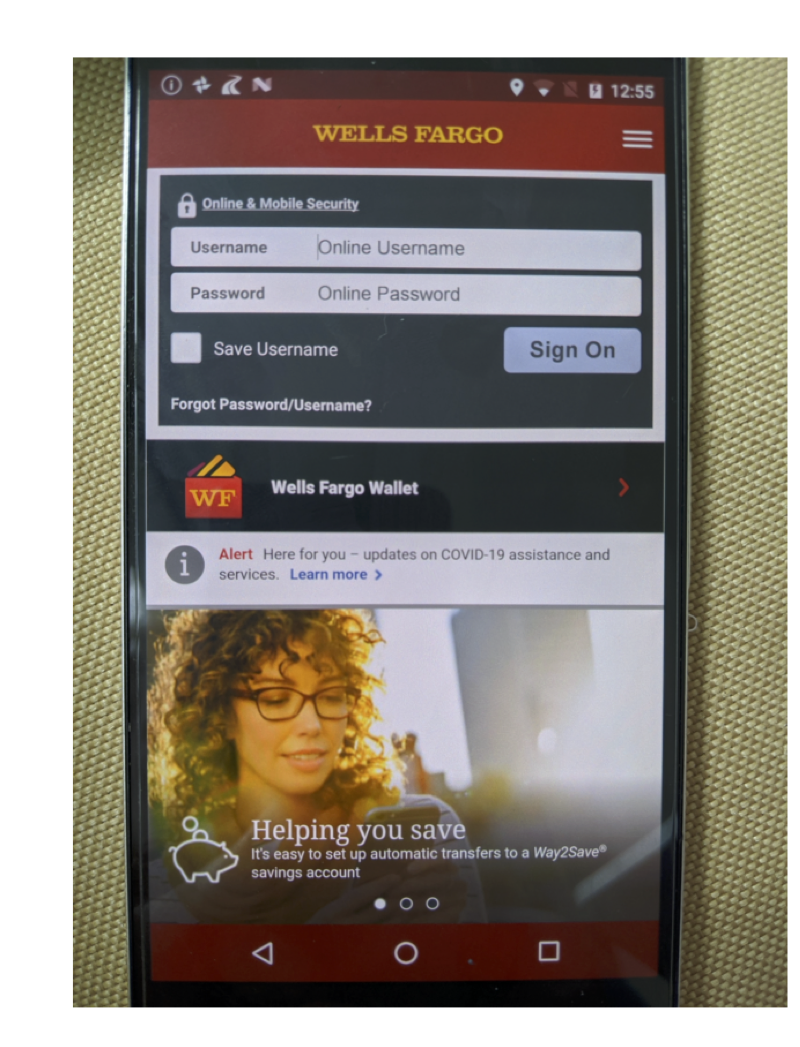 12:55
WELLS FARGO
Online & Mobile Security
Username Online Username
Password Online Password
Save Username Sign On
Forgot Password/Username?
WF Wells Fargo Wallet
Alert Here for you – updates on COVID-19 assistance and
services. Learn more >
Helping you save
It's easy to set up automatic transfers to a Way2Save®
savings account